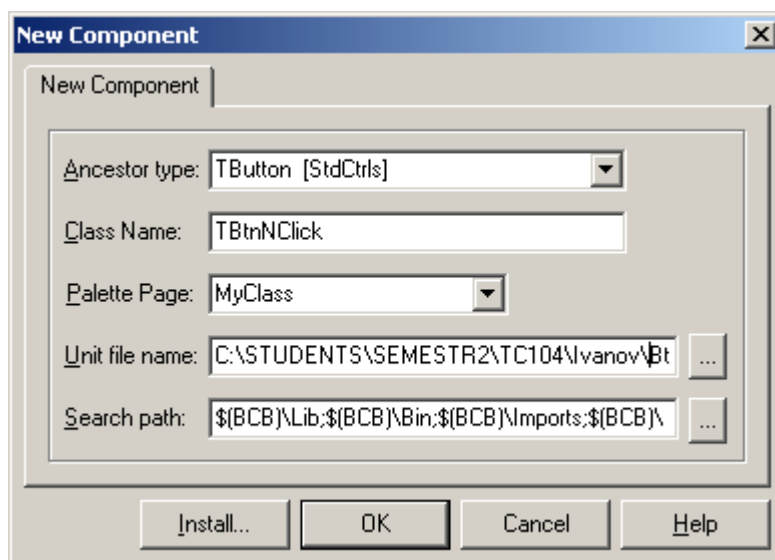 New Component
New Component
Ancestor type: TButton [StdCtrls]
Class Name: TBtnNClick
Palette Page: MyClass
Unit file name: C:\STUDENTS\SEMESTR2\TC104\Ivanov\Bt ...
Search path: $(BCB)\Lib;$(BCB)\Bin;$(BCB)\Imports;$(BCB)\ ...
Install... OK Cancel Help